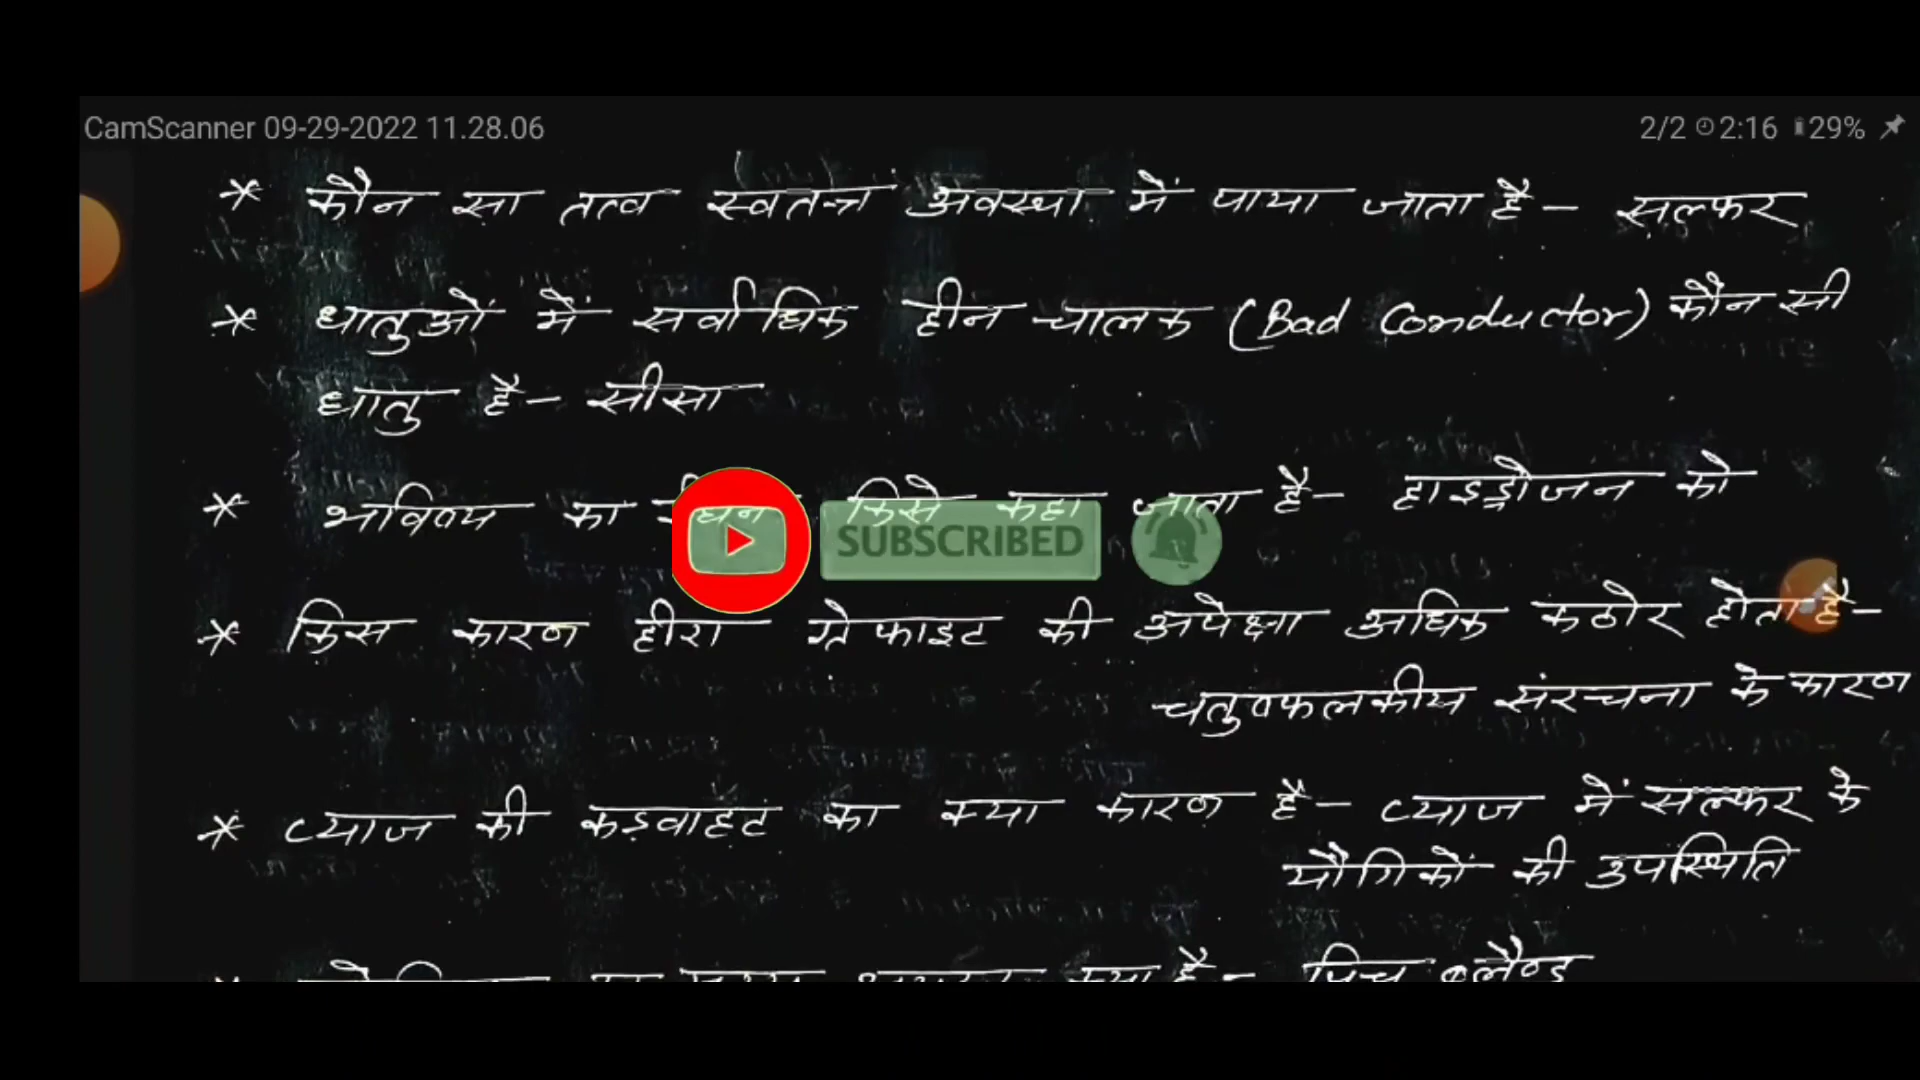 CamScanner 09-29-2022 11.28.06 2/2 2:16 29%
* कौन सा तत्व स्वतन्त्र अवस्था में पाया जाता है - सल्फर
* धातुओं में सर्वाधिक हीन चालक (Bad Conductor) कौन सी
धातु है - सीसा
* भविष्य का ईंधन किसे कहा जाता है - हाइड्रोजन को
SUBSCRIBED
* किस कारण हीरा ग्रेफाइट की अपेक्षा अधिक कठोर होता है -
चतुष्फलकीय संरचना के कारण
* प्याज की कड़वाहट का क्या कारण है - प्याज में सल्फर के
यौगिकों की उपस्थिति
क्या है - पिच ब्लैण्ड